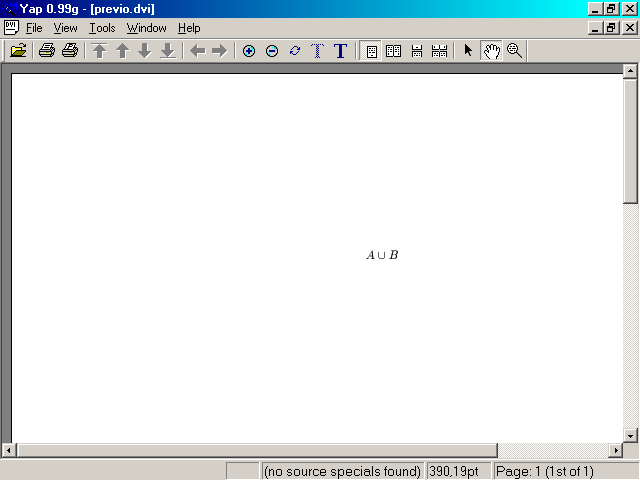 Yap 0.99g - [previo.dvi]
DVI File View Tools Window Help
T T
A ∪ B
(no source specials found) 390,19pt Page: 1 (1st of 1)